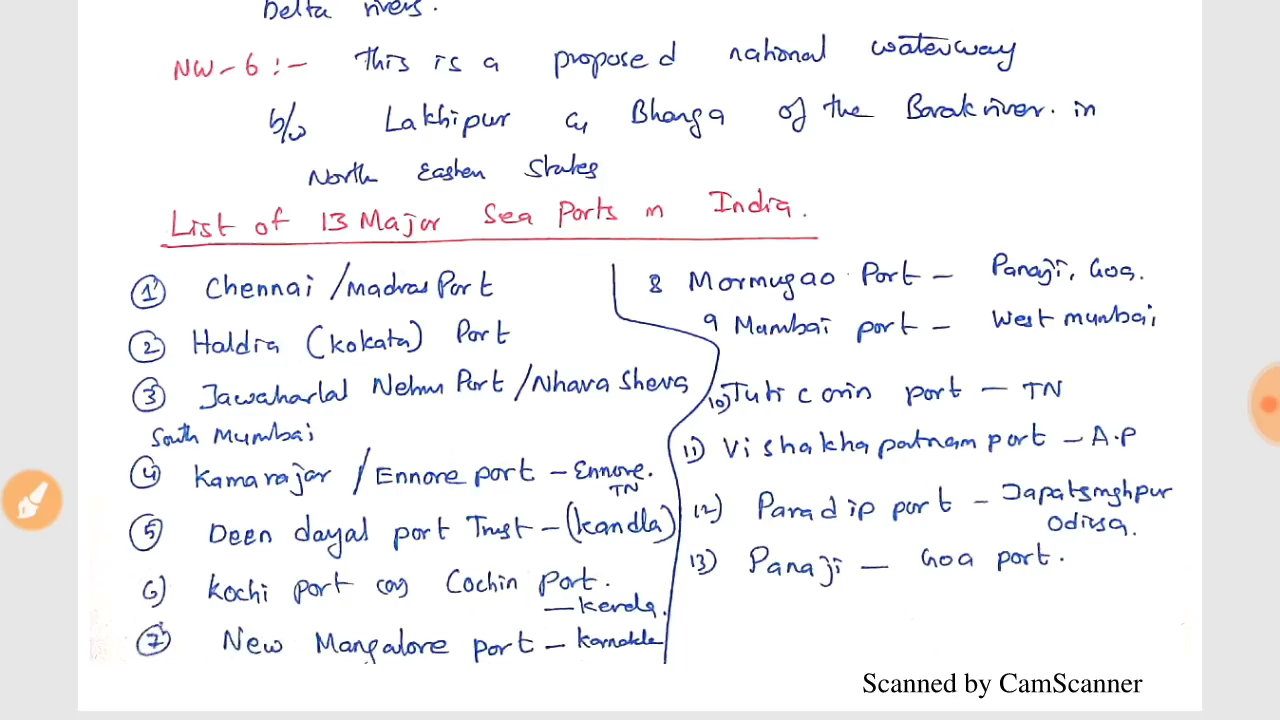 Delta rivers.
NW-6 :- This is a proposed national waterway
b/w Lakhipur & Bhanga of the Barak river. in
North Eastern States
List of 13 Major Sea Ports in India.
① Chennai/Madras Port
② Haldia (Kokata) Port
③ Jawaharlal Nehru Port/Nhava Sheva
South Mumbai
④ Kamarajar/Ennore port - Ennore.
TN
⑤ Deen dayal port Trust - (kandla)
6) Kochi port (or) Cochin Port.
- Kerala.
⑦ New Mangalore port - Karnataka
8 Mormugao Port - Panaji, Goa.
9 Mumbai port - West mumbai
10) Tuticorin port - TN
11) Vishakhapatnam port - A.P
12) Paradip port - Japatsinghpur
Odissa.
13) Panaji - Goa port.
Scanned by CamScanner